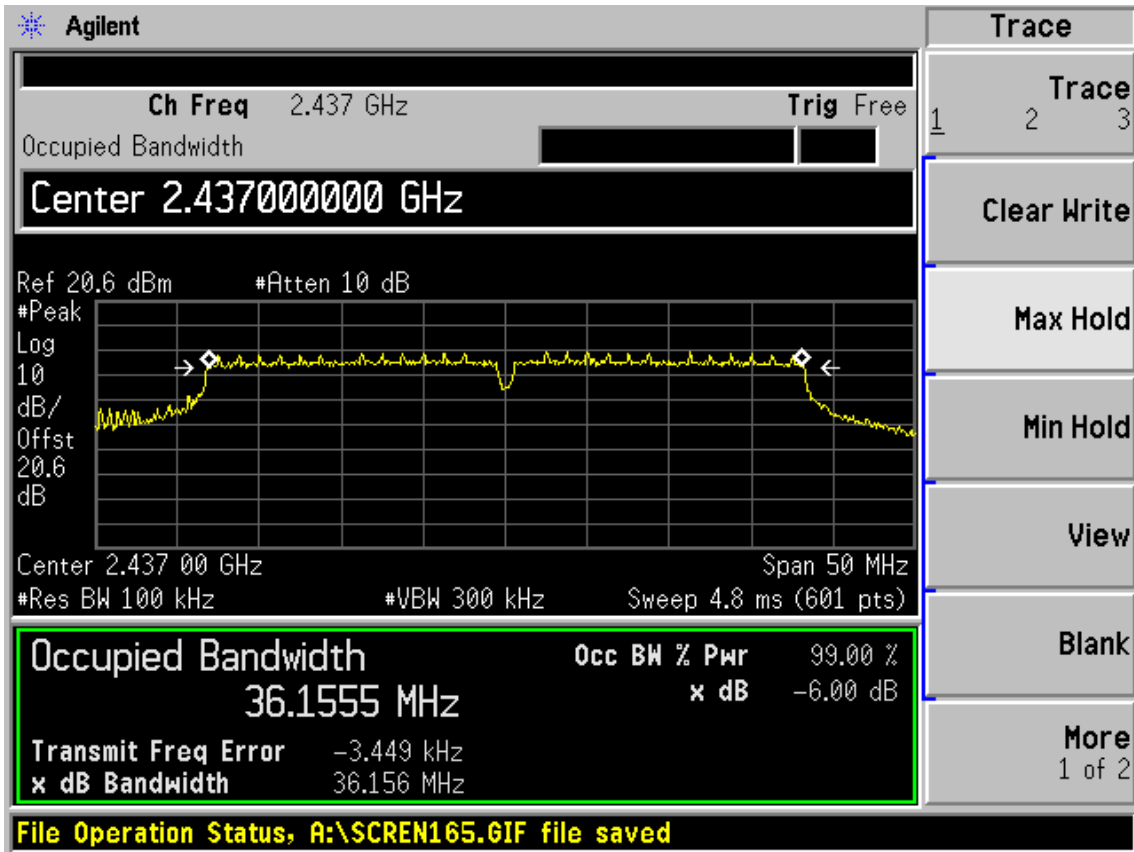 Agilent
Trace
Ch Freq 2.437 GHz Trig Free
Occupied Bandwidth
Center 2.437000000 GHz
Ref 20.6 dBm #Atten 10 dB
#Peak
Log
10
dB/
Offst
20.6
dB
Center 2.437 00 GHz Span 50 MHz
#Res BW 100 kHz #VBW 300 kHz Sweep 4.8 ms (601 pts)
Occupied Bandwidth
36.1555 MHz
Occ BW % Pwr 99.00 %
x dB -6.00 dB
Transmit Freq Error -3.449 kHz
x dB Bandwidth 36.156 MHz
File Operation Status, A:\SCREN165.GIF file saved
Trace
1 2 3
Clear Write
Max Hold
Min Hold
View
Blank
More
1 of 2